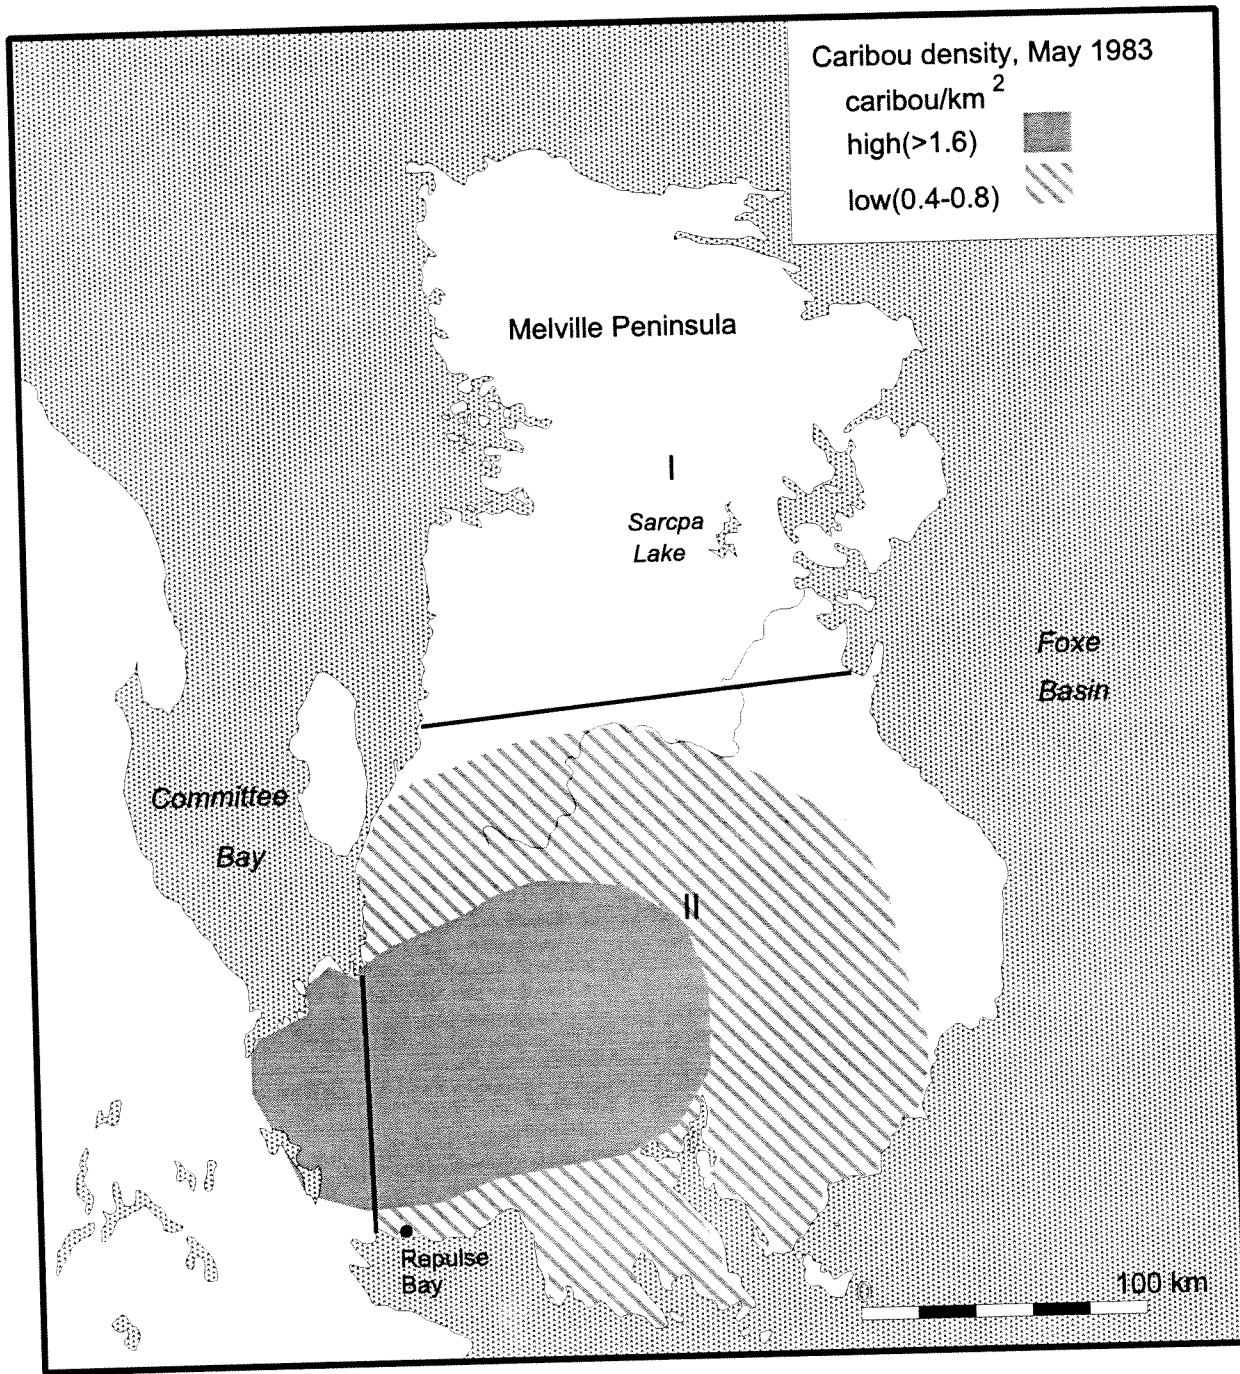 Caribou density, May 1983
caribou/km 2
high(>1.6)
low(0.4-0.8)
Melville Peninsula
I
Sarcpa
Lake
Foxe
Basin
Committee
Bay
II
Repulse
Bay
0
100 km